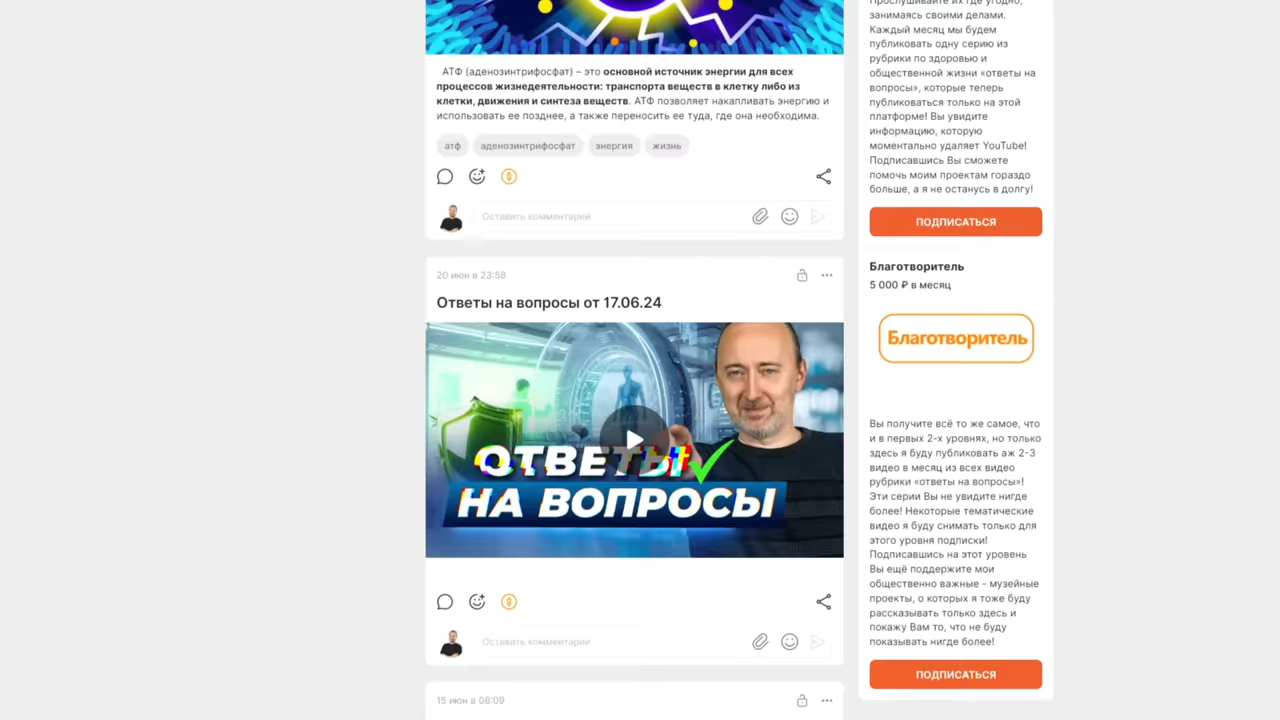 АТФ (аденозинтрифосфат) – это основной источник энергии для всех
процессов жизнедеятельности: транспорта веществ в клетку либо из
клетки, движения и синтеза веществ. АТФ позволяет накапливать энергию и
использовать ее позднее, а также переносить ее туда, где она необходима.
атф
аденозинтрифосфат
энергия
жизнь
Оставить комментарий
20 июн в 23:58
Ответы на вопросы от 17.06.24
ОТВЕТЫ
НА ВОПРОСЫ
Оставить комментарий
15 июн в 08:09
Прослушивайте их где угодно,
занимаясь своими делами.
Каждый месяц мы будем
публиковать одну серию из
рубрики по здоровью и
общественной жизни «ответы на
вопросы», которые теперь
публиковаться только на этой
платформе! Вы увидите
информацию, которую
моментально удаляет YouTube!
Подписавшись Вы сможете
помочь моим проектам гораздо
больше, а я не останусь в долгу!
ПОДПИСАТЬСЯ
Благотворитель
5 000 ₽ в месяц
Благотворитель
Вы получите всё то же самое, что
и в первых 2-х уровнях, но только
здесь я буду публиковать аж 2-3
видео в месяц из всех видео
рубрики «ответы на вопросы»!
Эти серии Вы не увидите нигде
более! Некоторые тематические
видео я буду снимать только для
этого уровня подписки!
Подписавшись на этот уровень
Вы ещё поддержите мои
общественно важные - музейные
проекты, о которых я тоже буду
рассказывать только здесь и
покажу Вам то, что не буду
показывать нигде более!
ПОДПИСАТЬСЯ